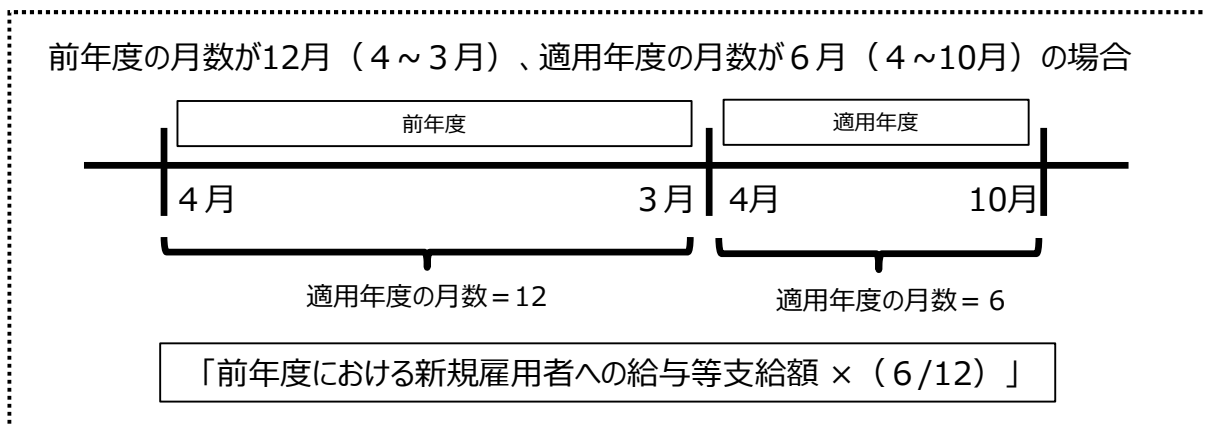 前年度の月数が12月（４～３月）、適用年度の月数が６月（４~10月）の場合
前年度
適用年度
４月
３月
4月
10月
適用年度の月数＝12
適用年度の月数＝６
「前年度における新規雇用者への給与等支給額 ×（６/12）」